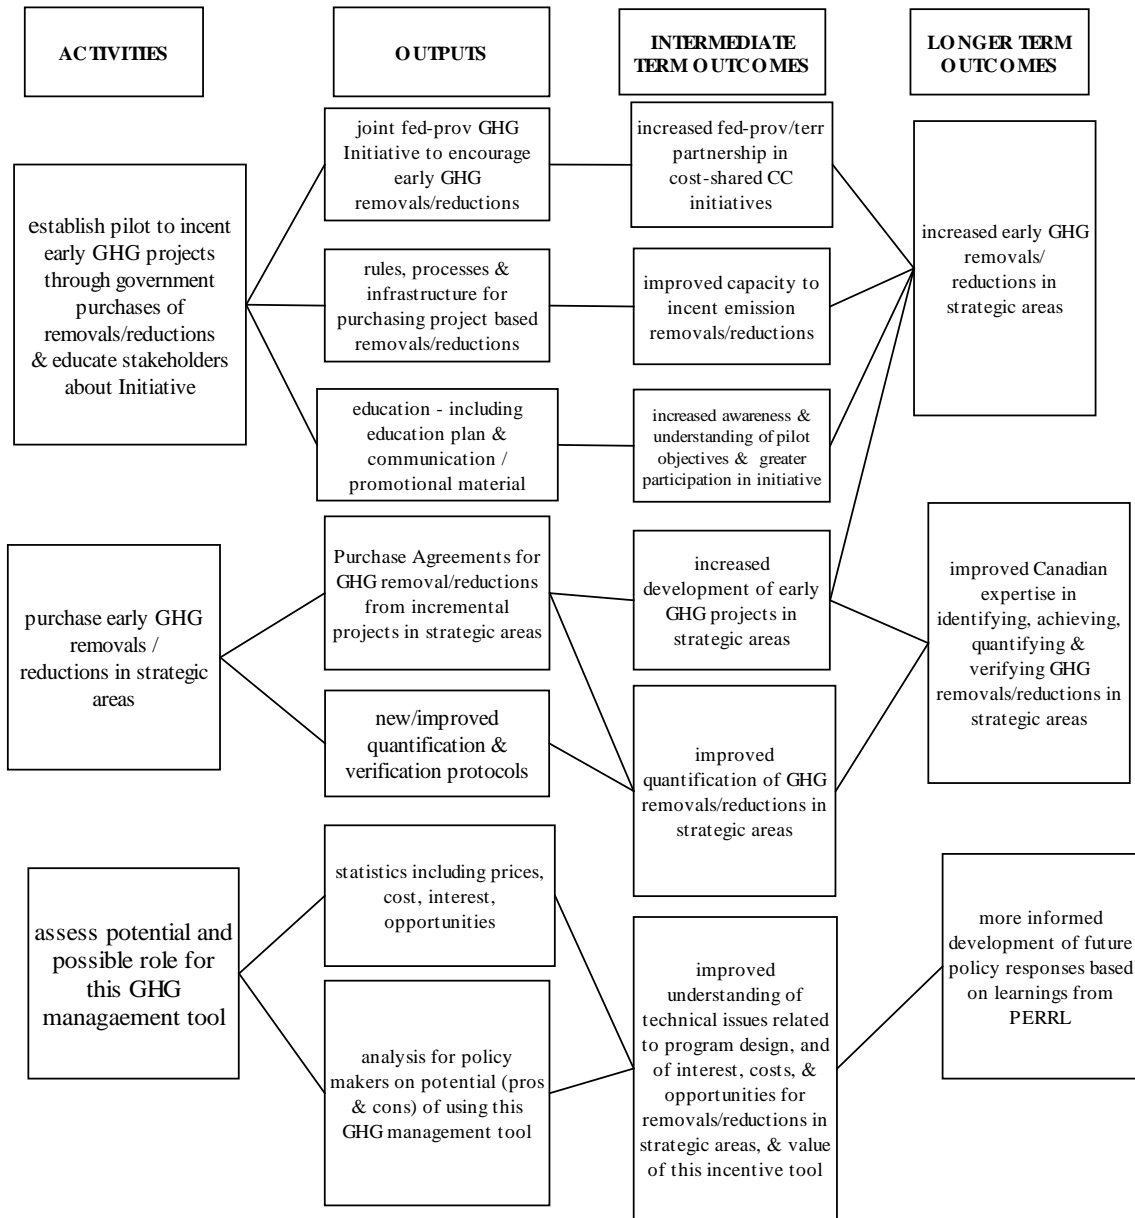 ACTIVITIES
OUTPUTS
INTERMEDIATE
TERM OUTCOMES
LONGER TERM
OUTCOMES
establish pilot to incent
early GHG projects
through government
purchases of
removals/reductions
& educate stakeholders
about Initiative
joint fed-prov GHG
Initiative to encourage
early GHG
removals/reductions
increased fed-prov/terr
partnership in
cost-shared CC
initiatives
increased early GHG
removals/
reductions in
strategic areas
rules, processes &
infrastructure for
purchasing project based
removals/reductions
improved capacity to
incent emission
removals/reductions
education - including
education plan &
communication /
promotional material
increased awareness &
understanding of pilot
objectives & greater
participation in initiative
purchase early GHG
removals /
reductions in strategic
areas
Purchase Agreements for
GHG removal/reductions
from incremental
projects in strategic areas
increased
development of early
GHG projects in
strategic areas
improved Canadian
expertise in
identifying, achieving,
quantifying &
verifying GHG
removals/reductions in
strategic areas
new/improved
quantification &
verification protocols
improved
quantification of GHG
removals/reductions in
strategic areas
assess potential and
possible role for
this GHG
managaement tool
statistics including prices,
cost, interest,
opportunities
analysis for policy
makers on potential (pros
& cons) of using this
GHG management tool
improved
understanding of
technical issues related
to program design, and
of interest, costs, &
opportunities for
removals/reductions in
strategic areas, & value
of this incentive tool
more informed
development of future
policy responses based
on learnings from
PERRL